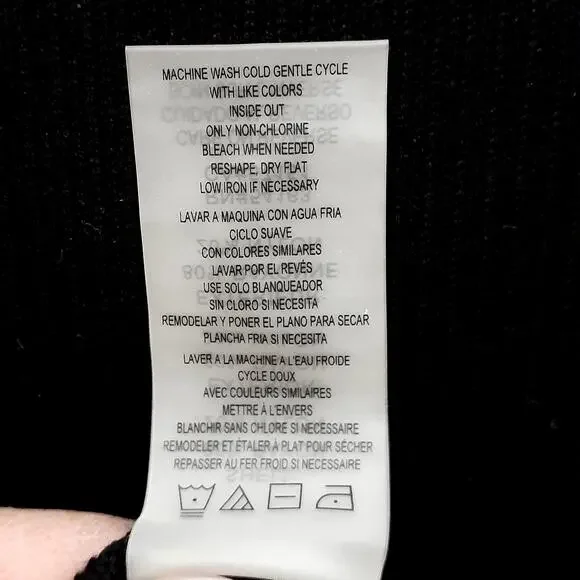 MACHINE WASH COLD GENTLE CYCLE
WITH LIKE COLORS
INSIDE OUT
ONLY NON-CHLORINE
BLEACH WHEN NEEDED
RESHAPE, DRY FLAT
LOW IRON IF NECESSARY
LAVAR A MAQUINA CON AGUA FRIA
CICLO SUAVE
CON COLORES SIMILARES
LAVAR POR EL REVÉS
USE SOLO BLANQUEADOR
SIN CLORO SI NECESITA
REMODELAR Y PONER EL PLANO PARA SECAR
PLANCHA FRIA SI NECESITA
LAVER A LA MACHINE A L'EAU FROIDE
CYCLE DOUX
AVEC COULEURS SIMILAIRES
METTRE À L'ENVERS
BLANCHIR SANS CHLORE SI NÉCESSAIRE
REMODELER ET ÉTALER À PLAT POUR SÉCHER
REPASSER AU FER FROID SI NÉCESSAIRE